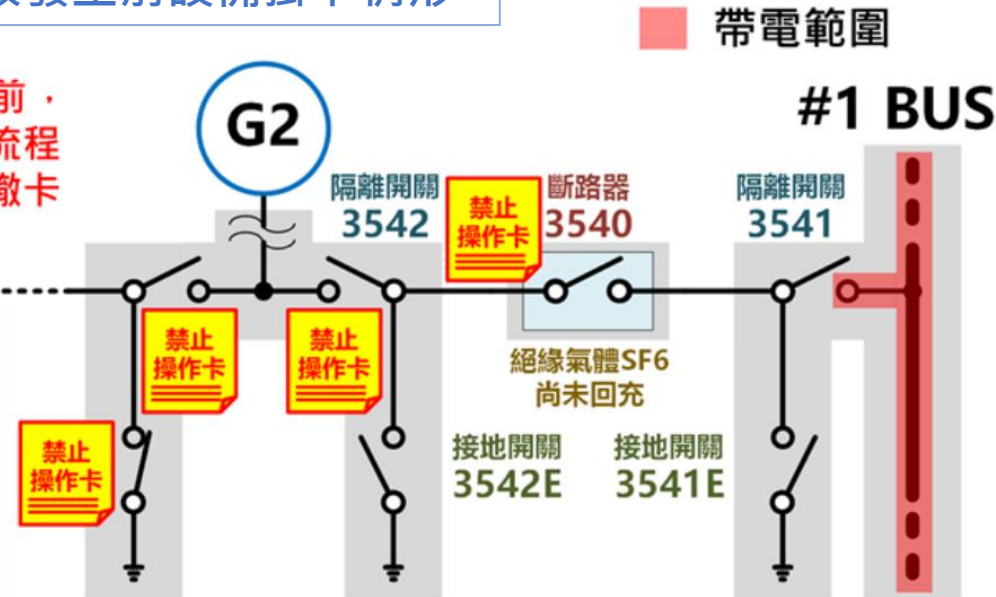 帶電範圍
前，
流程
撤卡
G2
#1 BUS
隔離開關
3542
禁止
操作卡
斷路器
3540
隔離開關
3541
禁止
操作卡
禁止
操作卡
絕緣氣體SF6
尚未回充
禁止
操作卡
接地開關
3542E
接地開關
3541E